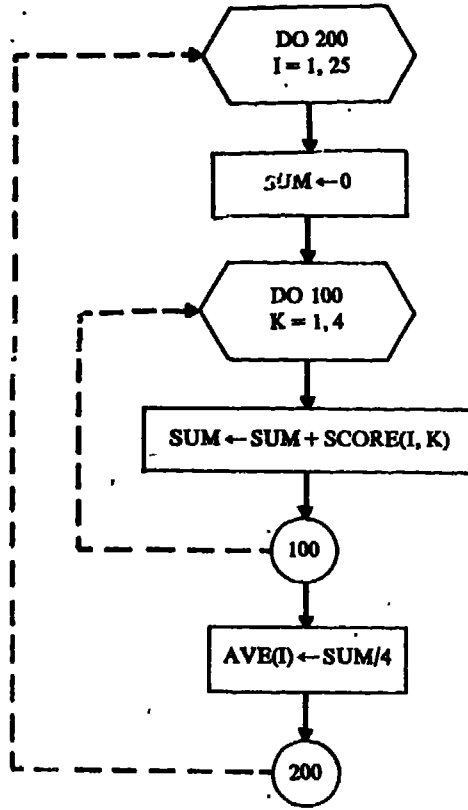 DO 200
I = 1, 25
SUM ← 0
DO 100
K = 1, 4
SUM ← SUM + SCORE(I, K)
100
AVE(I) ← SUM/4
200